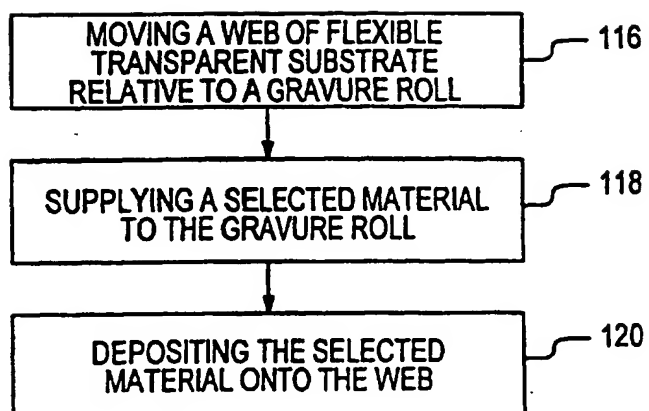 MOVING A WEB OF FLEXIBLE
TRANSPARENT SUBSTRATE
RELATIVE TO A GRAVURE ROLL
116
SUPPLYING A SELECTED MATERIAL
TO THE GRAVURE ROLL
118
DEPOSITING THE SELECTED
MATERIAL ONTO THE WEB
120